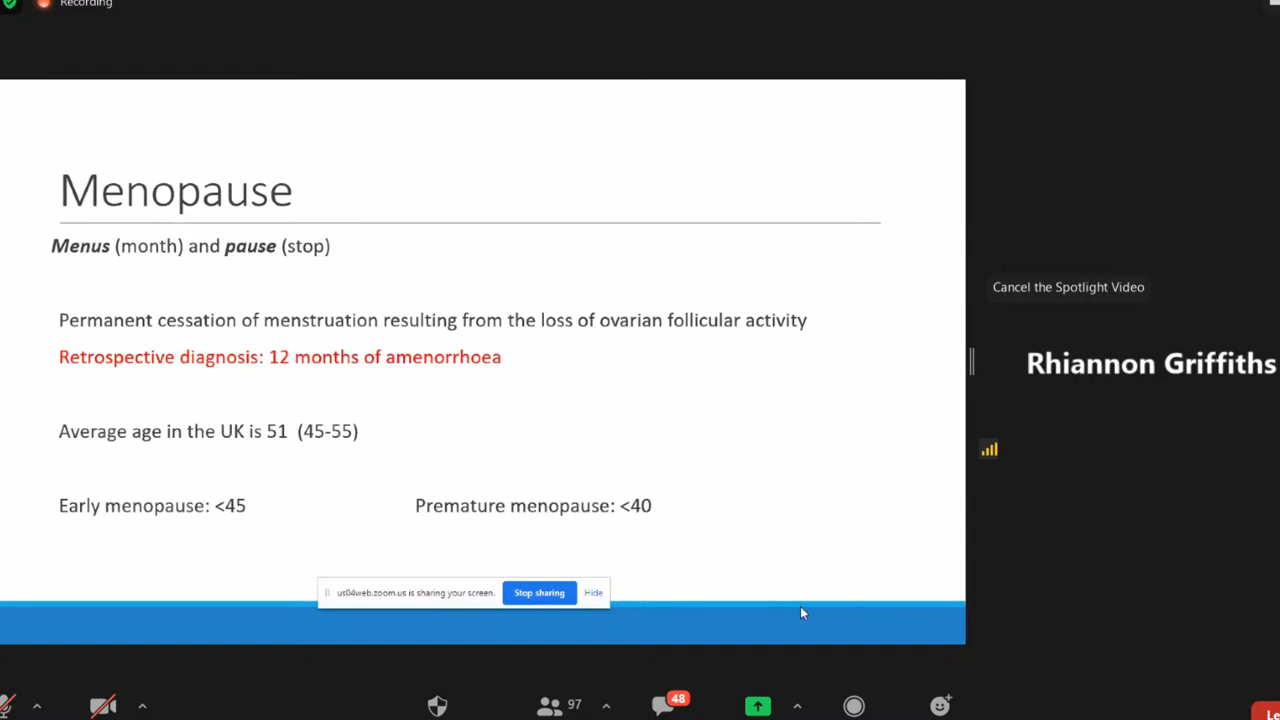 Recording
Menopause
Menus (month) and pause (stop)
Permanent cessation of menstruation resulting from the loss of ovarian follicular activity
Retrospective diagnosis: 12 months of amenorrhoea
Average age in the UK is 51 (45-55)
Early menopause: <45
Premature menopause: <40
us04web.zoom.us is sharing your screen.
Stop sharing
Hide
Cancel the Spotlight Video
Rhiannon Griffiths
97
48